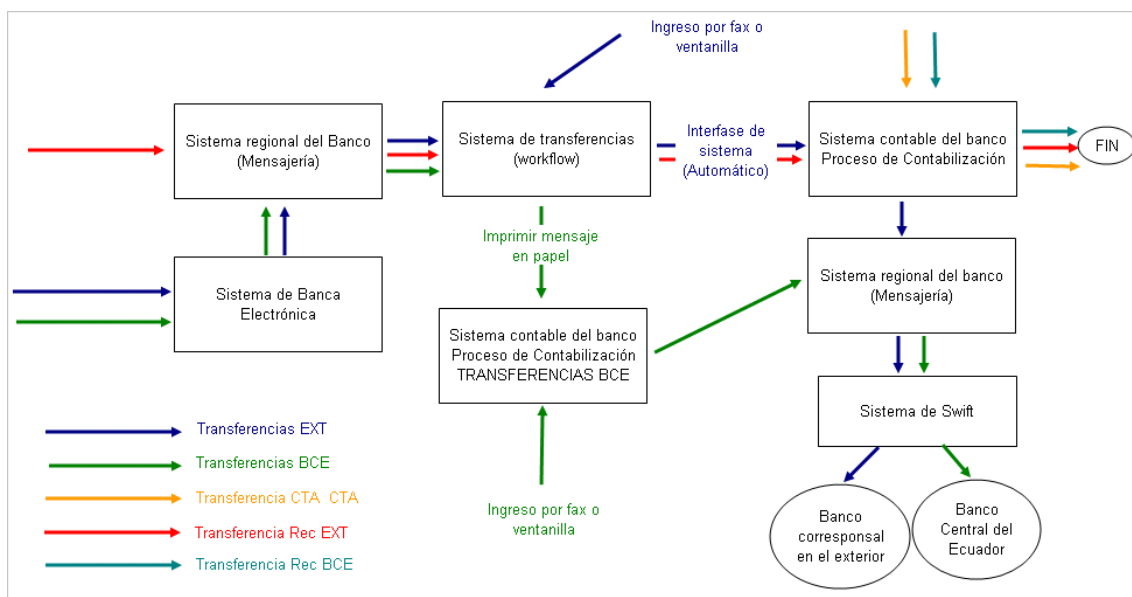 Ingreso por fax o
ventanilla
Sistema regional del Banco
(Mensajería)
Sistema de transferencias
(workflow)
Interfase de
sistema
(Automático)
Sistema contable del banco
Proceso de Contabilización
FIN
Imprimir mensaje
en papel
Sistema de Banca
Electrónica
Sistema regional del banco
(Mensajería)
Sistema contable del banco
Proceso de Contabilización
TRANSFERENCIAS BCE
Sistema de Swift
Transferencias EXT
Transferencias BCE
Transferencia CTA CTA
Transferencia Rec EXT
Transferencia Rec BCE
Ingreso por fax o
ventanilla
Banco
corresponsal
en el exterior
Banco
Central del
Ecuador